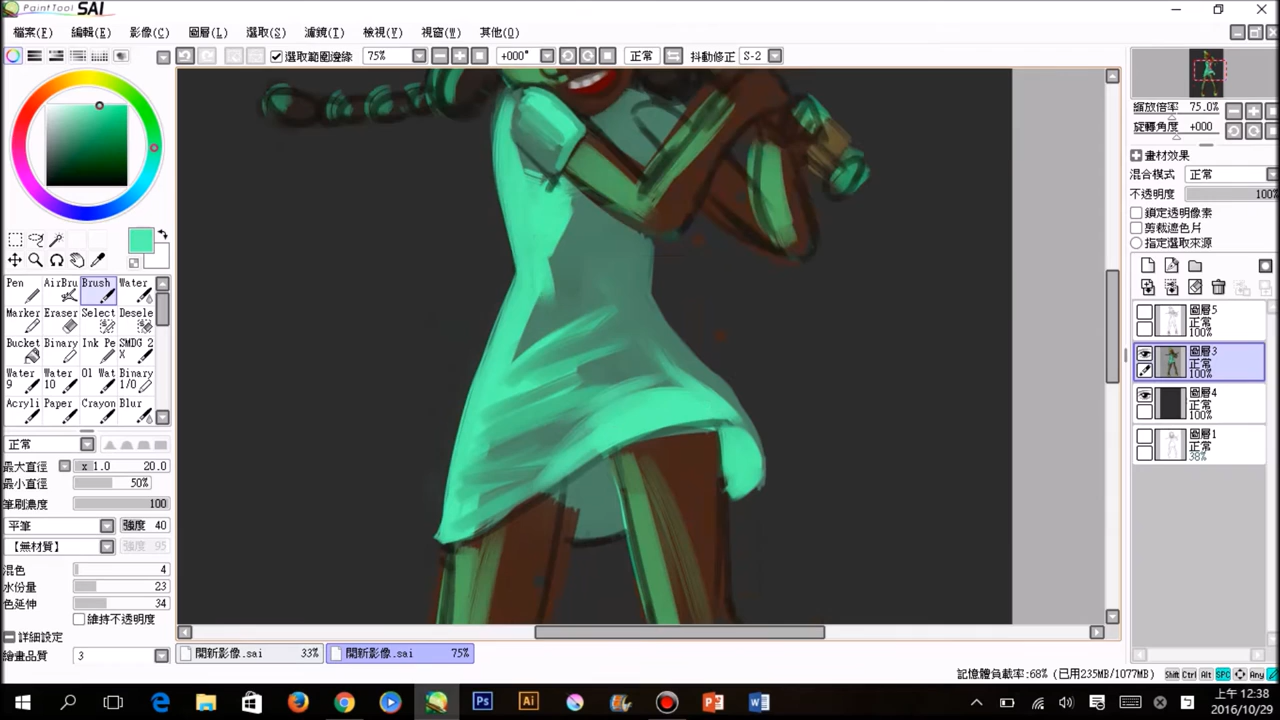 PaintTool SAI
檔案(F) 編輯(E) 影像(C) 圖層(L) 選取(S) 濾鏡(T) 檢視(V) 視窗(W) 其他(O)
選取範圍邊緣 75% +000° 正常 抖動修正 S-2
縮放倍率 75.0%
旋轉角度 +000
畫材效果
混合模式 正常
不透明度 100%
鎖定透明像素
剪裁遮色片
指定選取來源
Pen AirBru Brush Water
Marker Eraser Select Desele
Bucket Binary Ink Pe SMDG 2 X
Water 9 Water 10 Ol Wat Binary 1/0
Acryli Paper Crayon Blur
正常
最大直徑 x 1.0 20.0
最小直徑 50%
筆刷濃度 100
平筆 強度 40
【無材質】 強度 95
混色 4
水份量 23
色延伸 34
維持不透明度
詳細設定
繪畫品質 3
圖層5
正常
100%
圖層3
正常
100%
圖層4
正常
100%
圖層1
正常
38%
開新影像.sai 33% 開新影像.sai 75%
記憶體負載率:68% (已用235MB/1077MB) Shift Ctrl Alt SPC Any
Ps Ai
上午 12:38
2016/10/29